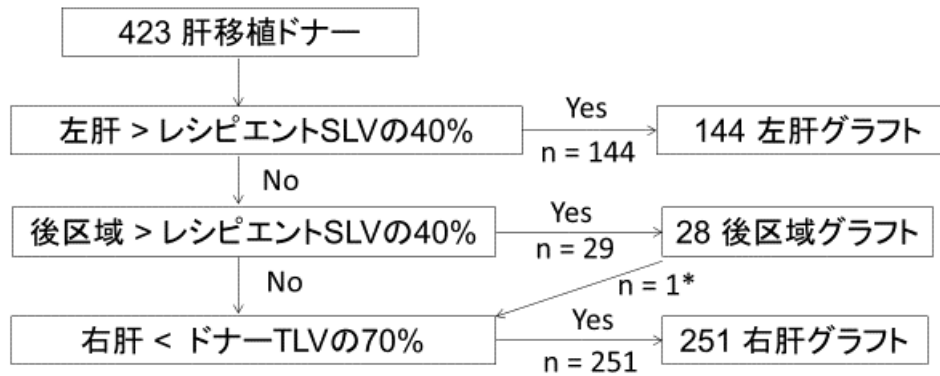 423 肝移植ドナー
左肝 > レシピエントSLVの40%
Yes
n = 144
144 左肝グラフト
No
後区域 > レシピエントSLVの40%
Yes
n = 29
28 後区域グラフト
No
n = 1*
右肝 < ドナーTLVの70%
Yes
n = 251
251 右肝グラフト